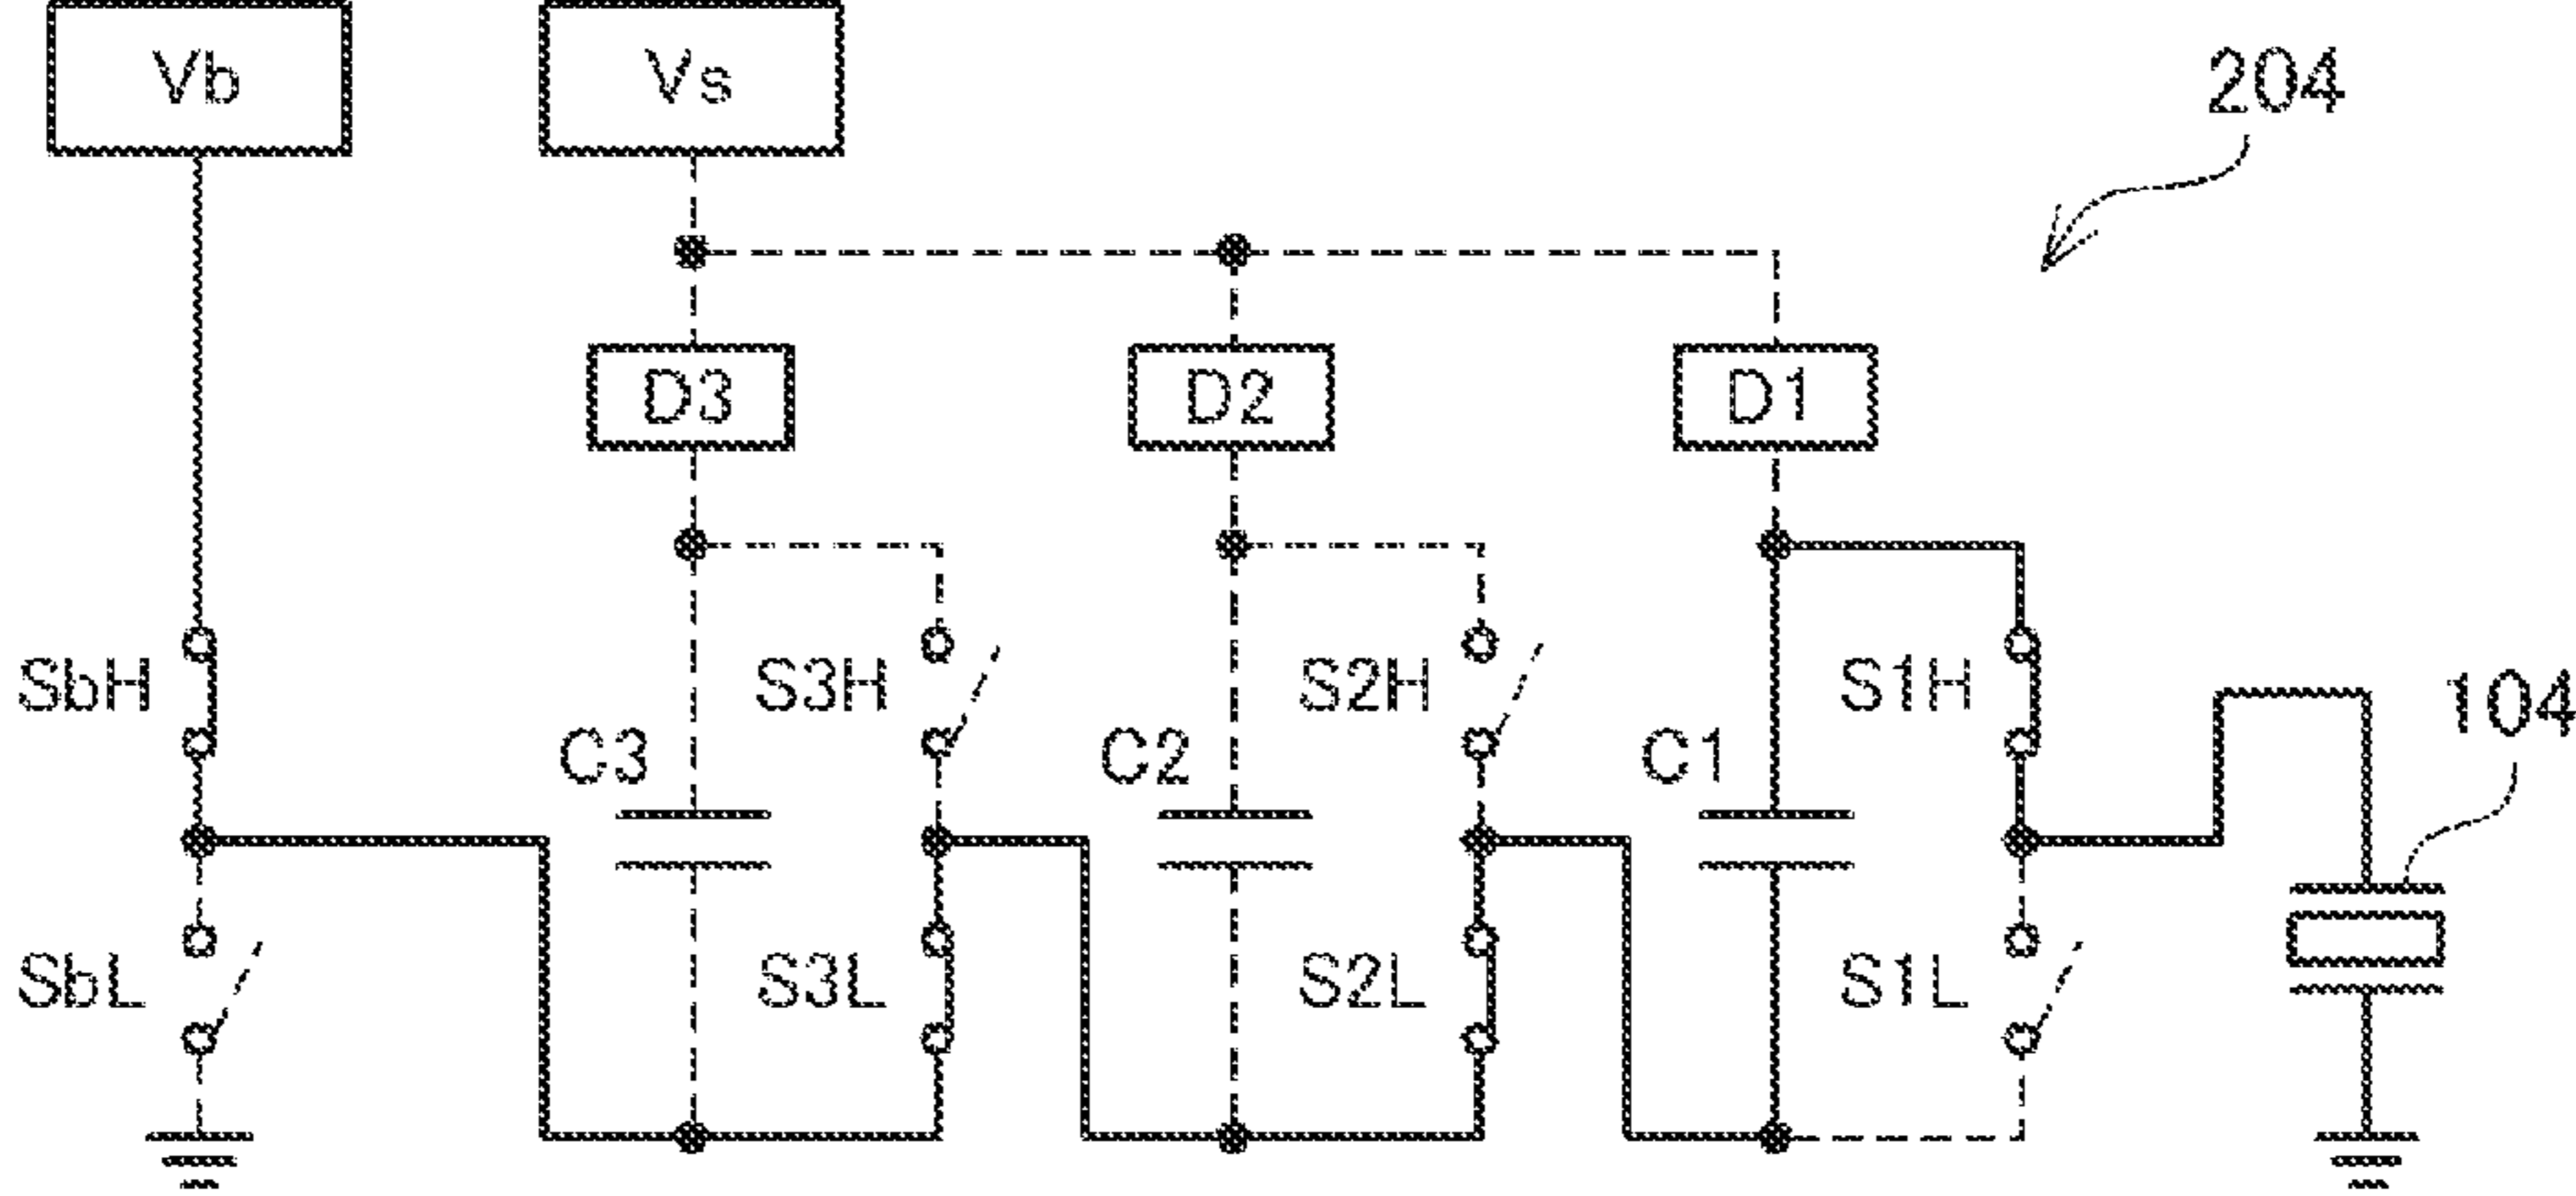 Vb
Vs
204
D3
D2
D1
SbH
S3H
S2H
S1H
104
C3
C2
C1
SbL
S3L
S2L
S1L